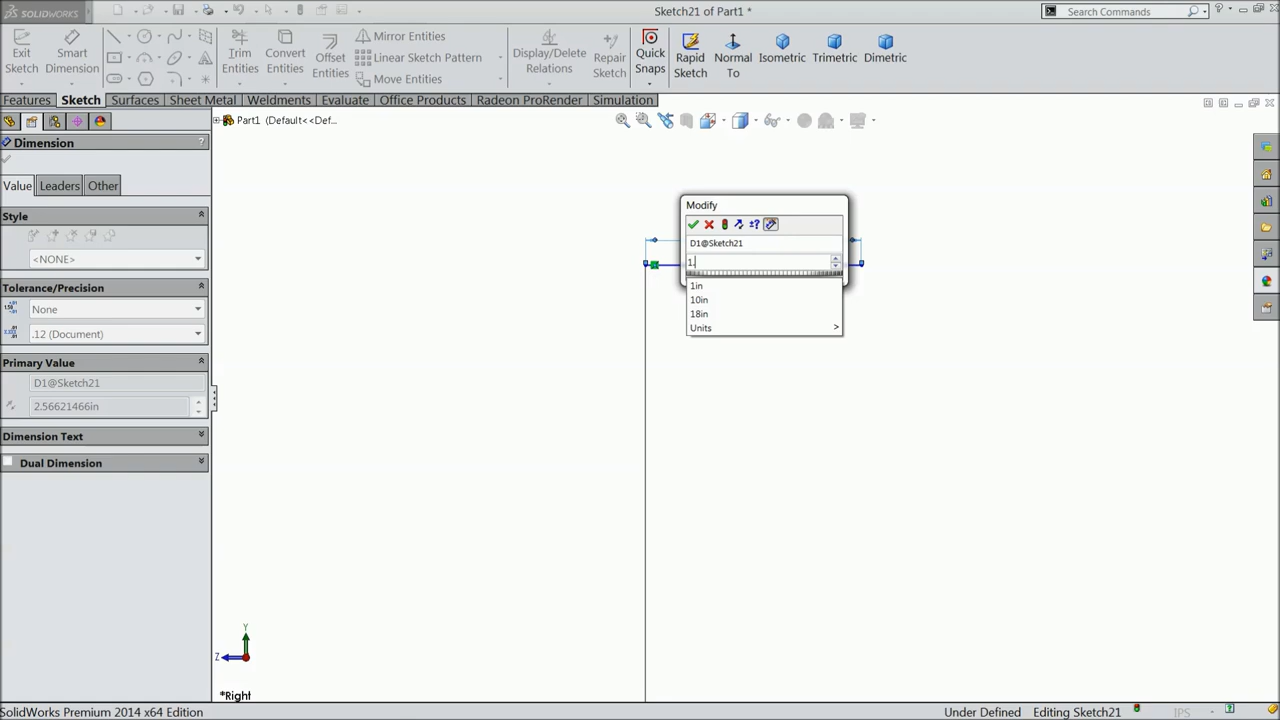 SOLIDWORKS
Sketch21 of Part1 *
Search Commands
?
Exit Sketch
Smart Dimension
Trim Entities
Convert Entities
Offset Entities
Mirror Entities
Linear Sketch Pattern
Move Entities
Display/Delete Relations
Repair Sketch
Quick Snaps
Rapid Sketch
Normal To
Isometric
Trimetric
Dimetric
Features
Sketch
Surfaces
Sheet Metal
Weldments
Evaluate
Office Products
Radeon ProRender
Simulation
Part1 (Default<<Def...
Dimension
?
Value
Leaders
Other
Style
<NONE>
Tolerance/Precision
None
.12 (Document)
Primary Value
D1@Sketch21
2.56621466in
Dimension Text
Dual Dimension
Modify
D1@Sketch21
1.
1in
10in
18in
Units >
Y
Z
*Right
SolidWorks Premium 2014 x64 Edition
Under Defined
Editing Sketch21
IPS